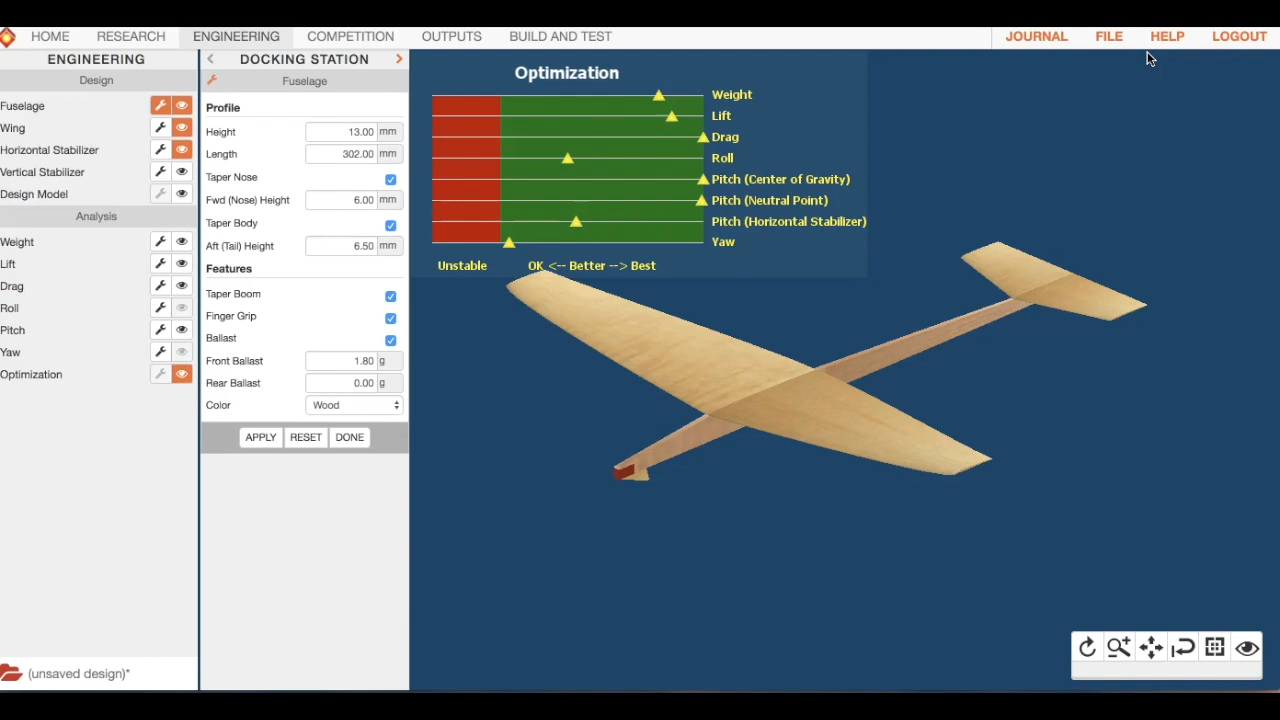 HOME RESEARCH ENGINEERING COMPETITION OUTPUTS BUILD AND TEST JOURNAL FILE HELP LOGOUT
ENGINEERING
Design
Fuselage
Wing
Horizontal Stabilizer
Vertical Stabilizer
Design Model
Analysis
Weight
Lift
Drag
Roll
Pitch
Yaw
Optimization
(unsaved design)*
DOCKING STATION
Fuselage
Profile
Height 13.00 mm
Length 302.00 mm
Taper Nose
Fwd (Nose) Height 6.00 mm
Taper Body
Aft (Tail) Height 6.50 mm
Features
Taper Boom
Finger Grip
Ballast
Front Ballast 1.80 g
Rear Ballast 0.00 g
Color Wood
APPLY RESET DONE
Optimization
Weight
Lift
Drag
Roll
Pitch (Center of Gravity)
Pitch (Neutral Point)
Pitch (Horizontal Stabilizer)
Yaw
Unstable OK <-- Better --> Best